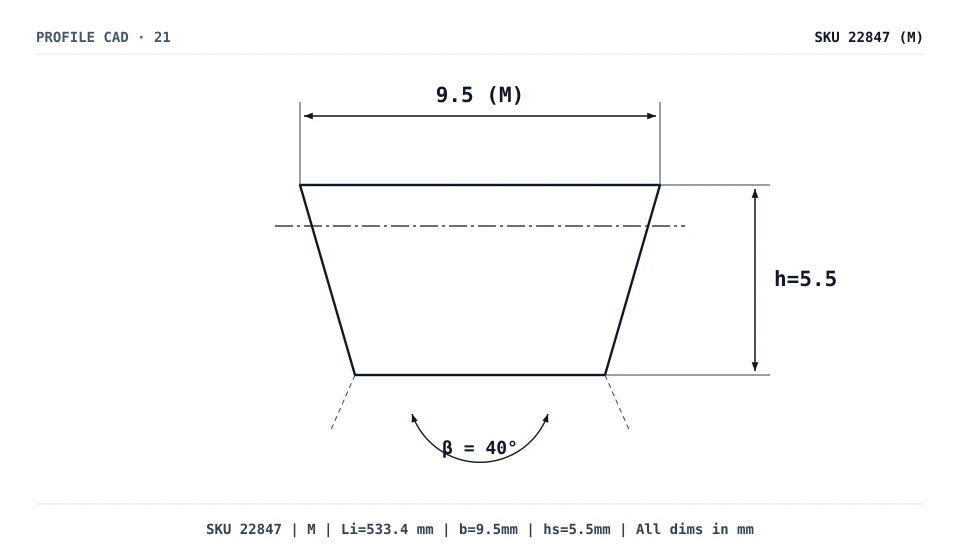 PROFILE CAD · 21
SKU 22847 (M)
9.5 (M)
h=5.5
β = 40°
SKU 22847 | M | Li=533.4 mm | b=9.5mm | hs=5.5mm | All dims in mm